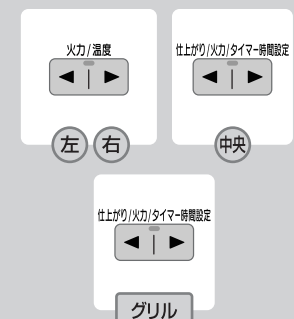 火力/温度
◀ | ▶
左 右
仕上がり/火力/タイマー時間設定
◀ | ▶
中央
仕上がり/火力/タイマー時間設定
◀ | ▶
グリル